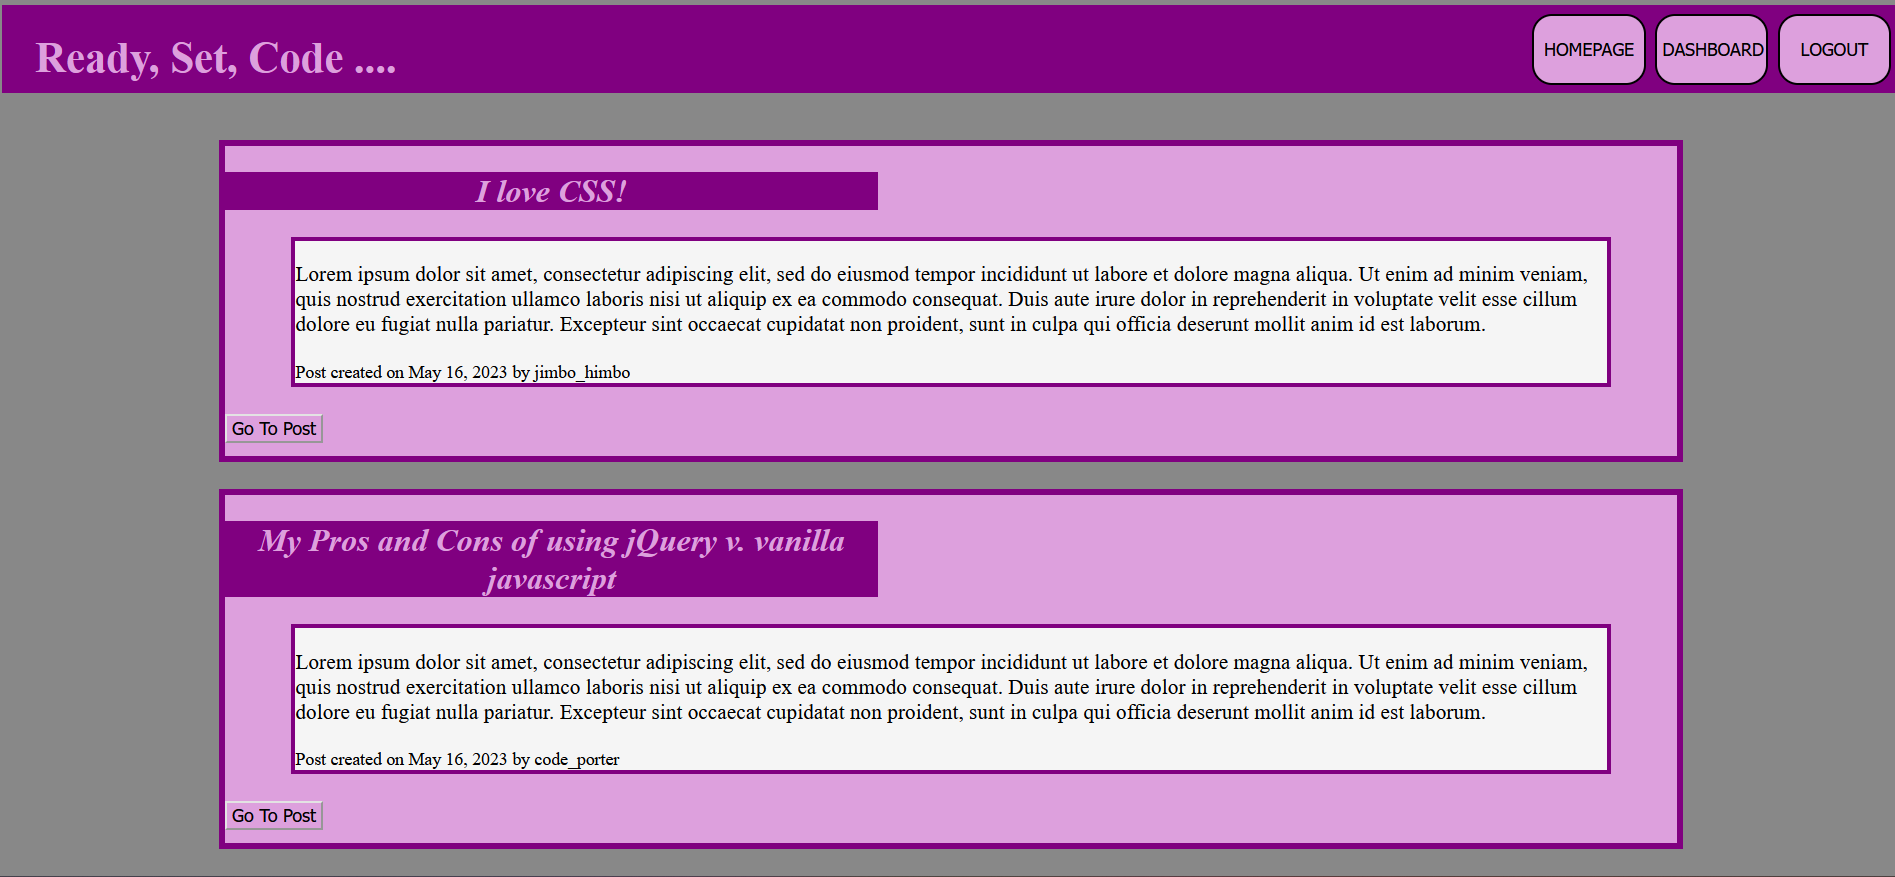 Ready, Set, Code ....
HOMEPAGE
DASHBOARD
LOGOUT
I love CSS!
Lorem ipsum dolor sit amet, consectetur adipiscing elit, sed do eiusmod tempor incididunt ut labore et dolore magna aliqua. Ut enim ad minim veniam,
quis nostrud exercitation ullamco laboris nisi ut aliquip ex ea commodo consequat. Duis aute irure dolor in reprehenderit in voluptate velit esse cillum
dolore eu fugiat nulla pariatur. Excepteur sint occaecat cupidatat non proident, sunt in culpa qui officia deserunt mollit anim id est laborum.
Post created on May 16, 2023 by jimbo_himbo
Go To Post
My Pros and Cons of using jQuery v. vanilla
javascript
Lorem ipsum dolor sit amet, consectetur adipiscing elit, sed do eiusmod tempor incididunt ut labore et dolore magna aliqua. Ut enim ad minim veniam,
quis nostrud exercitation ullamco laboris nisi ut aliquip ex ea commodo consequat. Duis aute irure dolor in reprehenderit in voluptate velit esse cillum
dolore eu fugiat nulla pariatur. Excepteur sint occaecat cupidatat non proident, sunt in culpa qui officia deserunt mollit anim id est laborum.
Post created on May 16, 2023 by code_porter
Go To Post